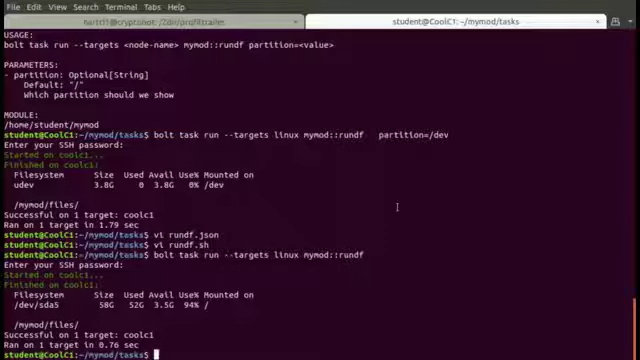 File Edit View Search Terminal Tabs Help
student@CoolC1: ~/mymod/tasks
USAGE:
bolt task run --targets <node-name> mymod::rundf partition=<value>
PARAMETERS:
- partition: Optional[String]
Default: "/"
Which partition should we show
MODULE:
/home/student/mymod
student@CoolC1:~/mymod/tasks$ bolt task run --targets linux mymod::rundf partition=/dev
Enter your SSH password:
Started on coolc1...
Finished on coolc1:
Filesystem Size Used Avail Use% Mounted on
udev 3.8G 0 3.8G 0% /dev
/mymod/files/
Successful on 1 target: coolc1
Ran on 1 target in 1.79 sec
student@CoolC1:~/mymod/tasks$ vi rundf.json
student@CoolC1:~/mymod/tasks$ vi rundf.sh
student@CoolC1:~/mymod/tasks$ bolt task run --targets linux mymod::rundf
Enter your SSH password:
Started on coolc1...
Finished on coolc1:
Filesystem Size Used Avail Use% Mounted on
/dev/sda5 58G 52G 3.5G 94% /
/mymod/files/
Successful on 1 target: coolc1
Ran on 1 target in 0.76 sec
student@CoolC1:~/mymod/tasks$